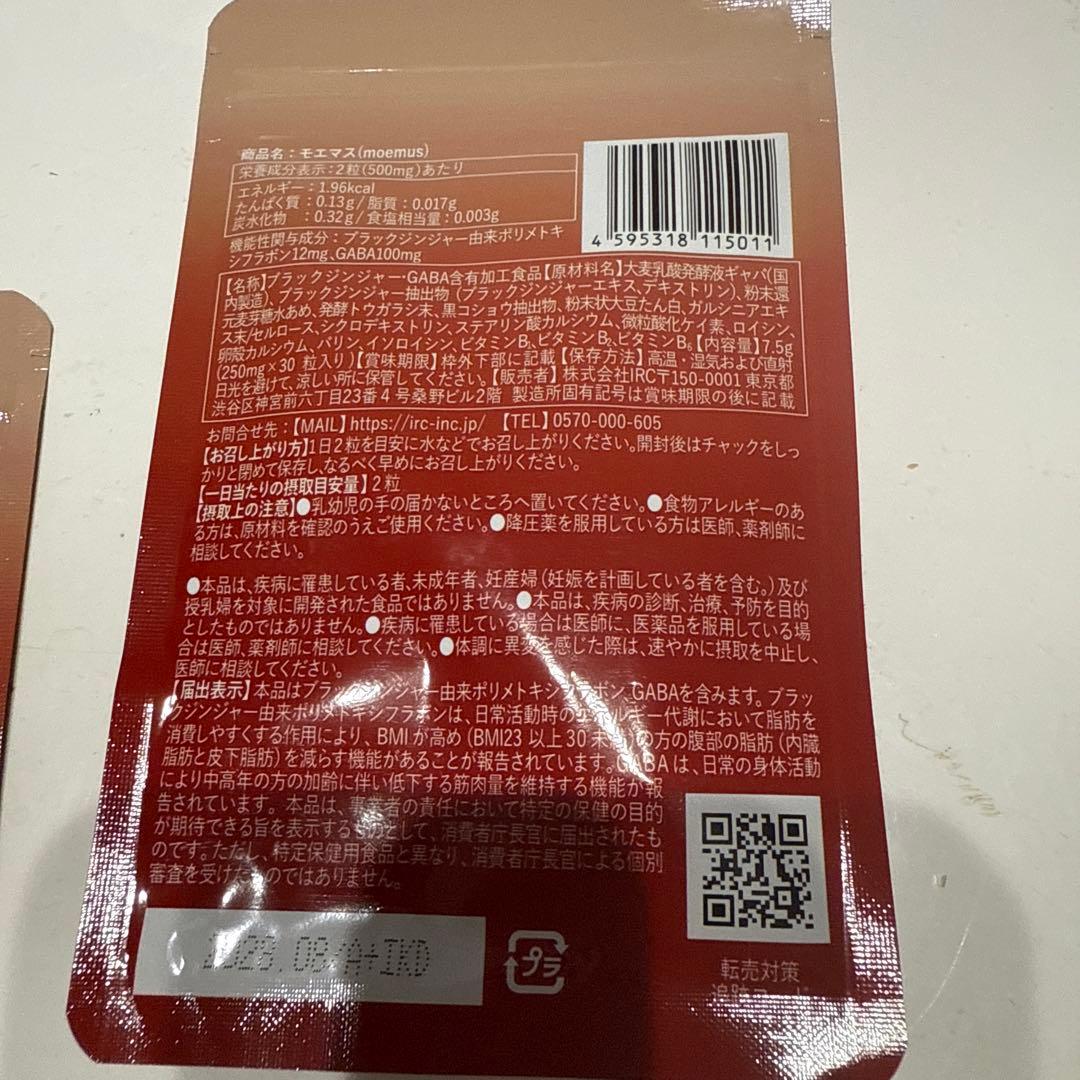 商品名：モエマス(moemus)
栄養成分表示：2粒(500mg)あたり
エネルギー：1.96kcal
たんぱく質：0.13g/脂質：0.017g
炭水化物　：0.32g/食塩相当量：0.003g
機能性関与成分：ブラックジンジャー由来ポリメトキ
シフラボン12mg、GABA100mg
4 595318 115011
【名称】ブラックジンジャー・GABA含有加工食品【原材料名】大麦乳酸発酵液ギャバ(国
内製造)、ブラックジンジャー抽出物（ブラックジンジャーエキス、デキストリン）、粉末還
元麦芽糖水あめ、発酵トウガラシ末、黒コショウ抽出物、粉末状大豆たん白、ガルシニアエキ
ス末/セルロース、シクロデキストリン、ステアリン酸カルシウム、微粒酸化ケイ素、ロイシン、
卵殻カルシウム、バリン、イソロイシン、ビタミンB₁、ビタミンB₂、ビタミンB₆【内容量】7.5g
(250mg×30粒入り)【賞味期限】枠外下部に記載【保存方法】高温・湿気および直射
日光を避けて、涼しい所に保管してください。【販売者】株式会社IRC〒150-0001 東京都
渋谷区神宮前六丁目23番4号桑野ビル2階 製造所固有記号は賞味期限の後に記載
お問合せ先：【MAIL】https://irc-inc.jp/ 【TEL】0570-000-605
【お召し上がり方】1日2粒を目安に水などでお召し上がりください。開封後はチャックをしっ
かりと閉めて保存し、なるべく早めにお召し上がりください。
【一日当たりの摂取目安量】2粒
【摂取上の注意】●乳幼児の手の届かないところへ置いてください。●食物アレルギーのあ
る方は、原材料を確認のうえご使用ください。●降圧薬を服用している方は医師、薬剤師に
相談してください。
●本品は、疾病に罹患している者、未成年者、妊産婦（妊娠を計画している者を含む。）及び
授乳婦を対象に開発された食品ではありません。●本品は、疾病の診断、治療、予防を目的
としたものではありません。●疾病に罹患している場合は医師に、医薬品を服用している場
合は医師、薬剤師に相談してください。●体調に異変を感じた際は、速やかに摂取を中止し、
医師に相談してください。
【届出表示】本品はブラックジンジャー由来ポリメトキシフラボン、GABAを含みます。ブラッ
クジンジャー由来ポリメトキシフラボンは、日常活動時のエネルギー代謝において脂肪を
消費しやすくする作用により、BMIが高め（BMI23以上30未満）の方の腹部の脂肪（内臓
脂肪と皮下脂肪）を減らす機能があることが報告されています。GABAは、日常の身体活動
により中高年の方の加齢に伴い低下する筋肉量を維持する機能が報
告されています。本品は、事業者の責任において特定の保健の目的
が期待できる旨を表示するものとして、消費者庁長官に届出されたも
のです。ただし、特定保健用食品と異なり、消費者庁長官による個別
審査を受けたものではありません。
プラ
転売対策
追跡コード